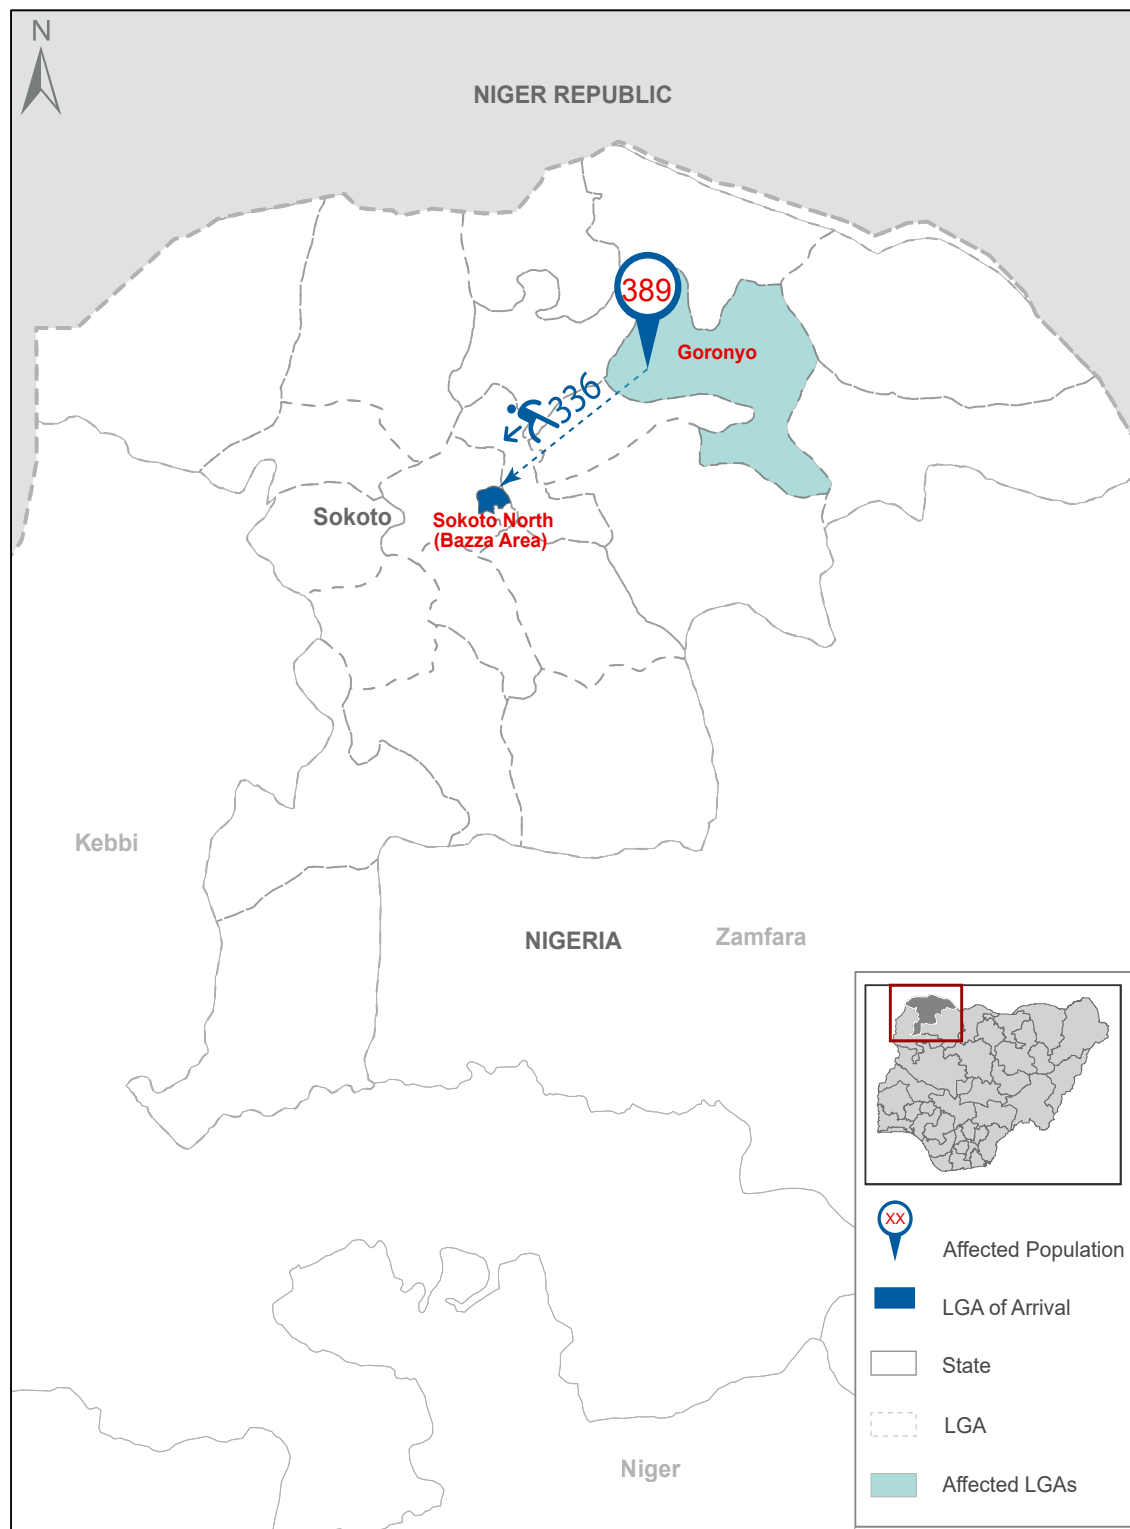 N
NIGER REPUBLIC
389
Goronyo
336
Sokoto
Sokoto North
(Bazza Area)
Kebbi
NIGERIA
Zamfara
Niger
XX
Affected Population
LGA of Arrival
State
LGA
Affected LGAs